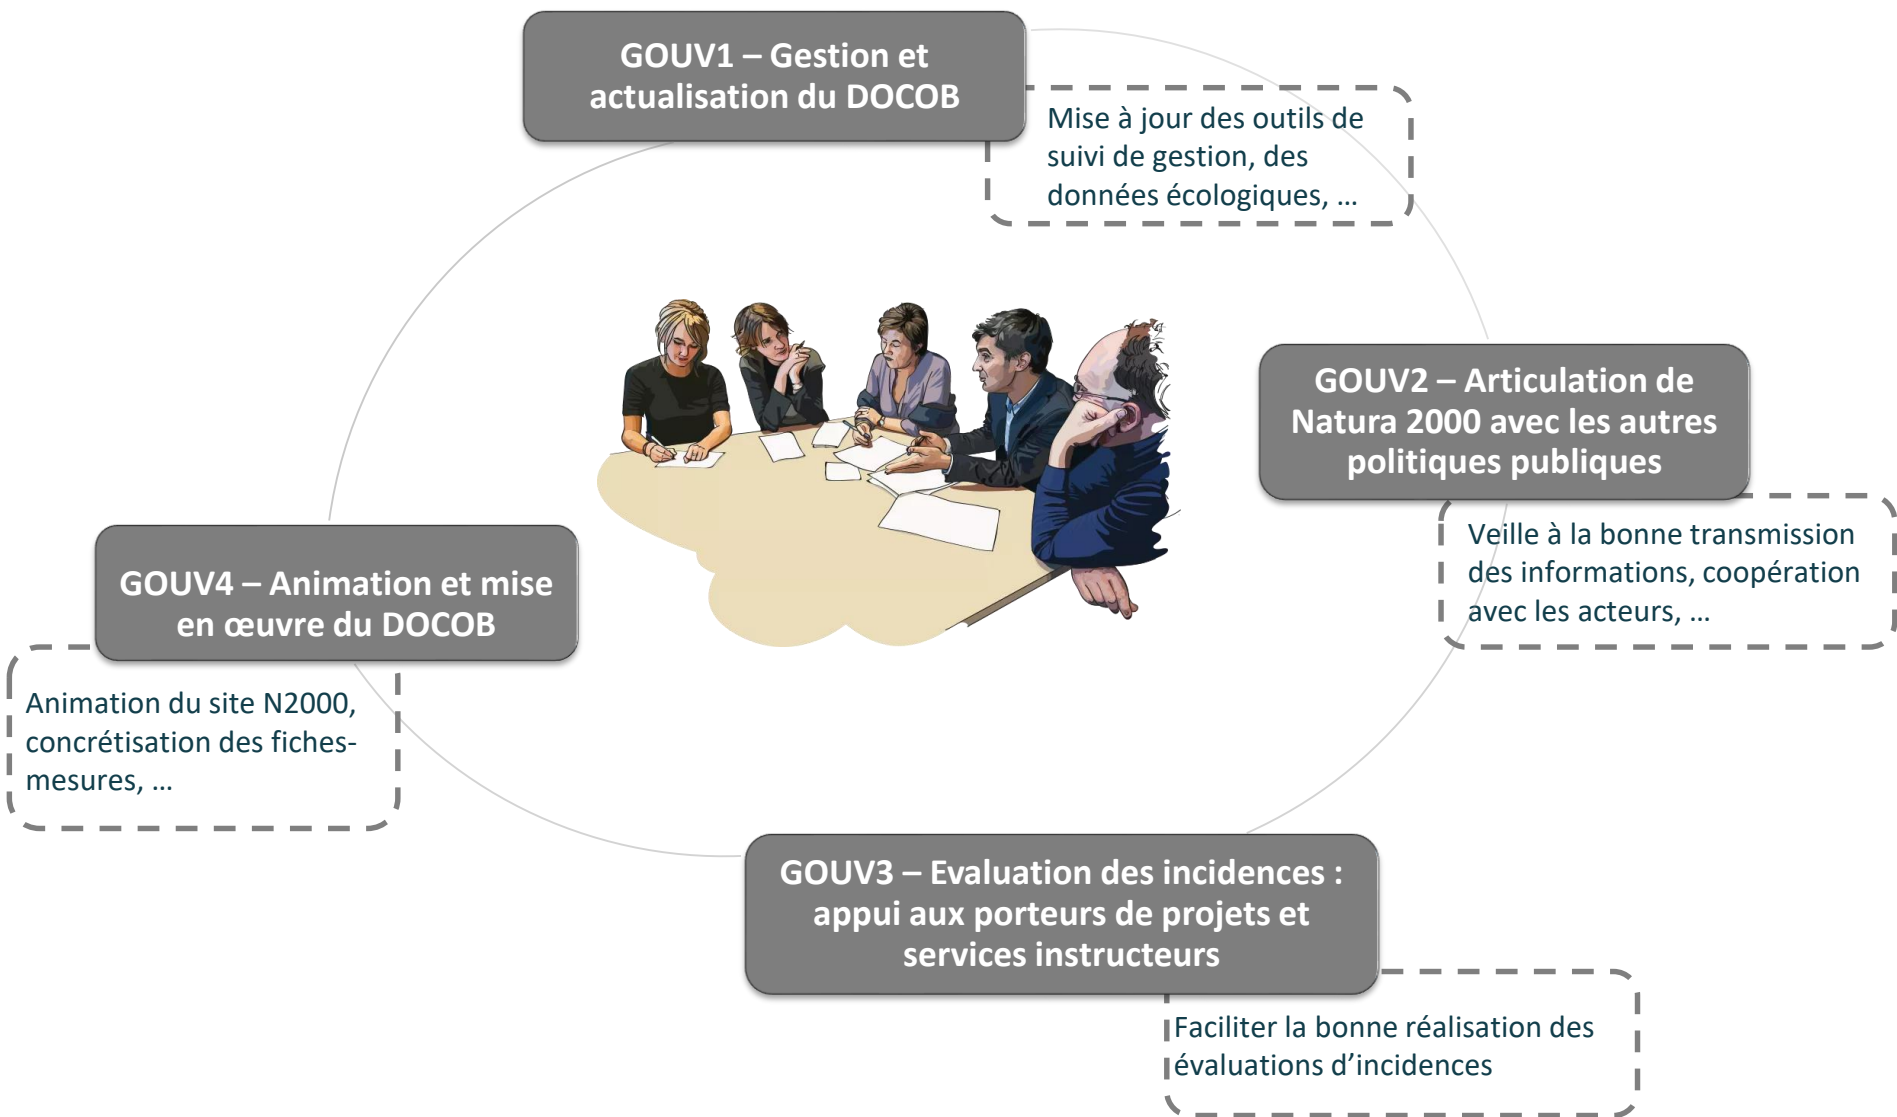 GOUV1 – Gestion et
actualisation du DOCOB
Mise à jour des outils de
suivi de gestion, des
données écologiques, …
GOUV2 – Articulation de
Natura 2000 avec les autres
politiques publiques
Veille à la bonne transmission
des informations, coopération
avec les acteurs, …
GOUV3 – Evaluation des incidences :
appui aux porteurs de projets et
services instructeurs
Faciliter la bonne réalisation des
évaluations d’incidences
GOUV4 – Animation et mise
en œuvre du DOCOB
Animation du site N2000,
concrétisation des fiches-
mesures, …